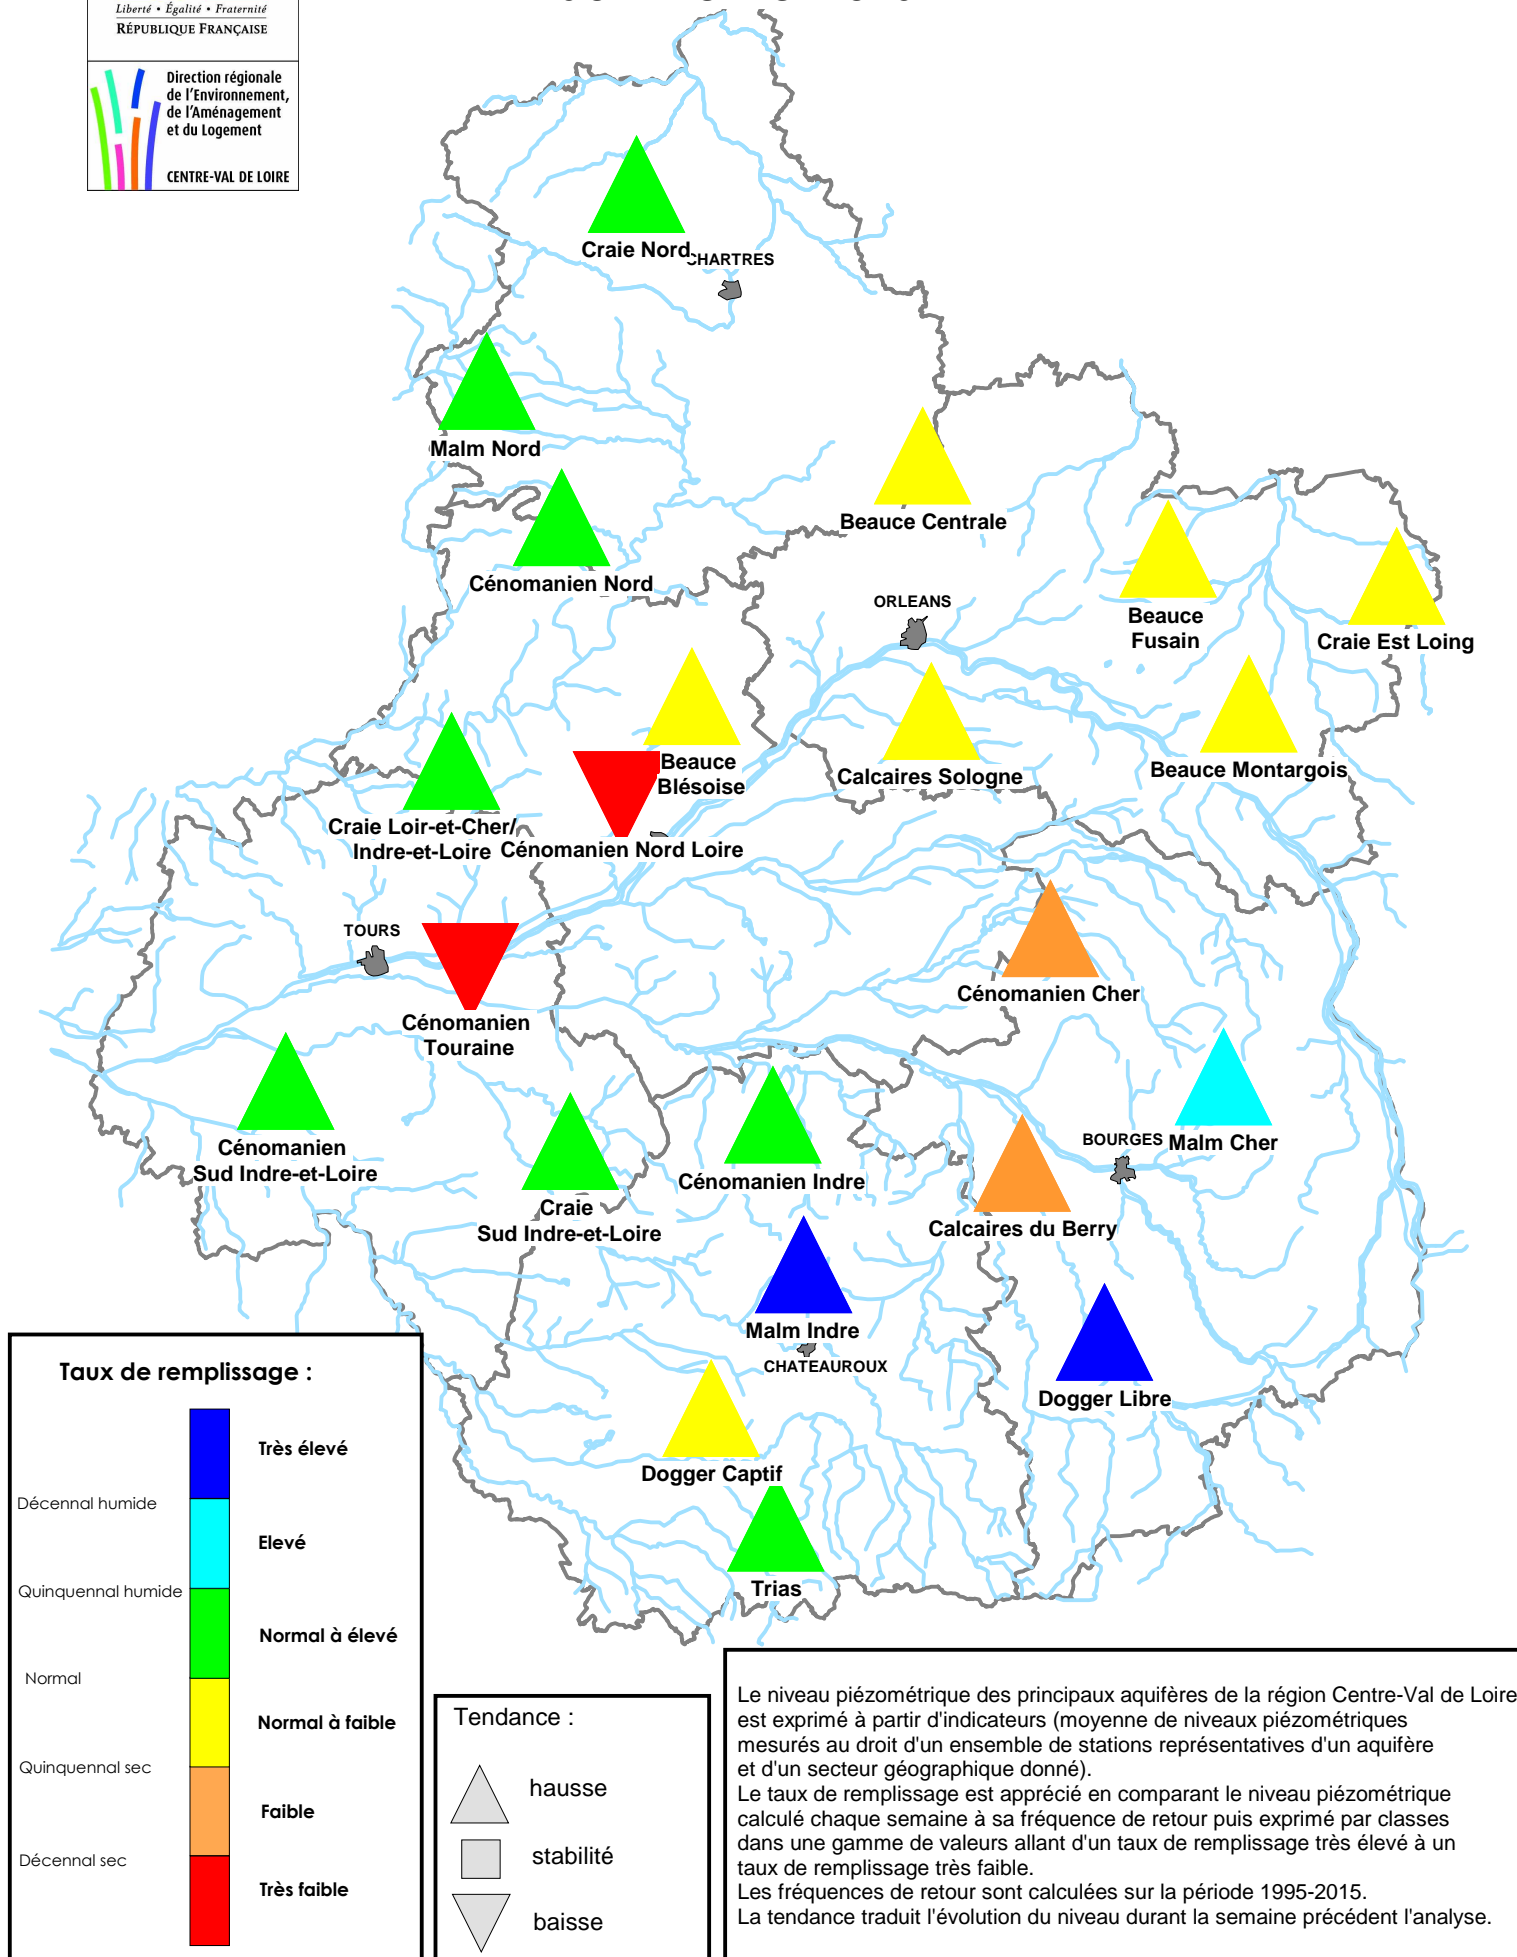 Liberté • Égalité • Fraternité
RÉPUBLIQUE FRANÇAISE
Direction régionale
de l'Environnement,
de l'Aménagement
et du Logement
CENTRE-VAL DE LOIRE
Craie Nord
CHARTRES
Malm Nord
Beauce Centrale
Cénomanien Nord
ORLEANS
Beauce
Fusain
Craie Est Loing
Beauce
Blésoise
Calcaires Sologne
Beauce Montargois
Craie Loir-et-Cher/
Indre-et-Loire
Cénomanien Nord Loire
TOURS
Cénomanien Cher
Cénomanien
Touraine
Cénomanien
Sud Indre-et-Loire
BOURGES
Malm Cher
Cénomanien Indre
Craie
Sud Indre-et-Loire
Calcaires du Berry
Malm Indre
CHATEAUROUX
Dogger Libre
Dogger Captif
Trias
Taux de remplissage :
Très élevé
Décennal humide
Elevé
Quinquennal humide
Normal à élevé
Normal
Normal à faible
Quinquennal sec
Faible
Décennal sec
Très faible
Tendance :
hausse
stabilité
baisse
Le niveau piézométrique des principaux aquifères de la région Centre-Val de Loire
est exprimé à partir d'indicateurs (moyenne de niveaux piézométriques
mesurés au droit d'un ensemble de stations représentatives d'un aquifère
et d'un secteur géographique donné).
Le taux de remplissage est apprécié en comparant le niveau piézométrique
calculé chaque semaine à sa fréquence de retour puis exprimé par classes
dans une gamme de valeurs allant d'un taux de remplissage très élevé à un
taux de remplissage très faible.
Les fréquences de retour sont calculées sur la période 1995-2015.
La tendance traduit l'évolution du niveau durant la semaine précédent l'analyse.